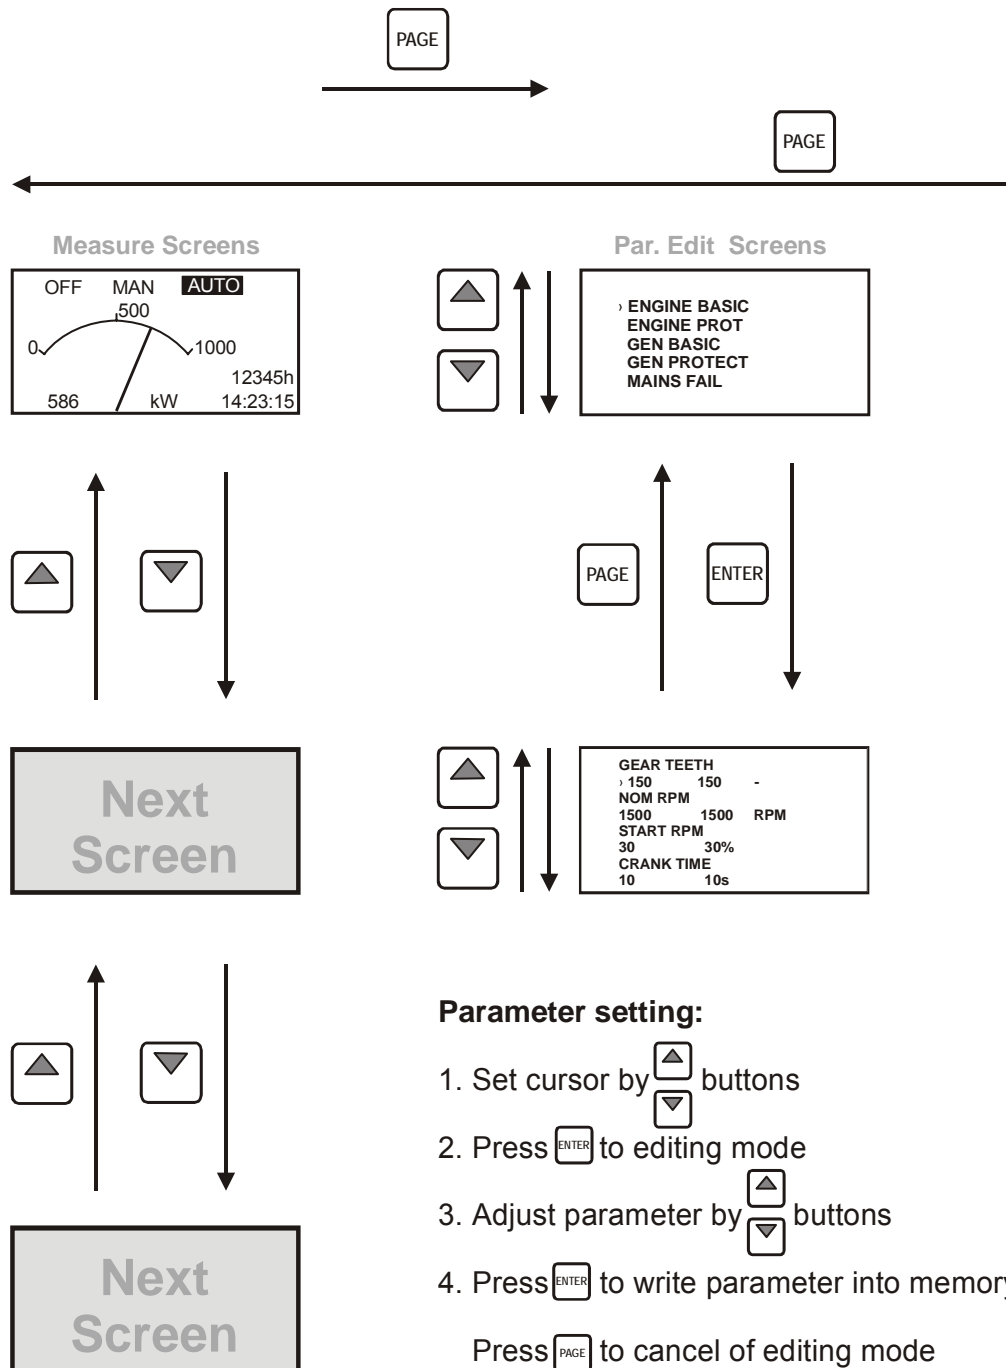 PAGE
PAGE
Measure Screens
OFF MAN AUTO
500
0 1000
12345h
586 kW 14:23:15
Par. Edit Screens
› ENGINE BASIC
ENGINE PROT
GEN BASIC
GEN PROTECT
MAINS FAIL
PAGE ENTER
Next
Screen
GEAR TEETH
› 150 150 -
NOM RPM
1500 1500 RPM
START RPM
30 30%
CRANK TIME
10 10s
Next
Screen
Parameter setting:
1. Set cursor by buttons
2. Press ENTER to editing mode
3. Adjust parameter by buttons
4. Press ENTER to write parameter into memory
Press PAGE to cancel of editing mode